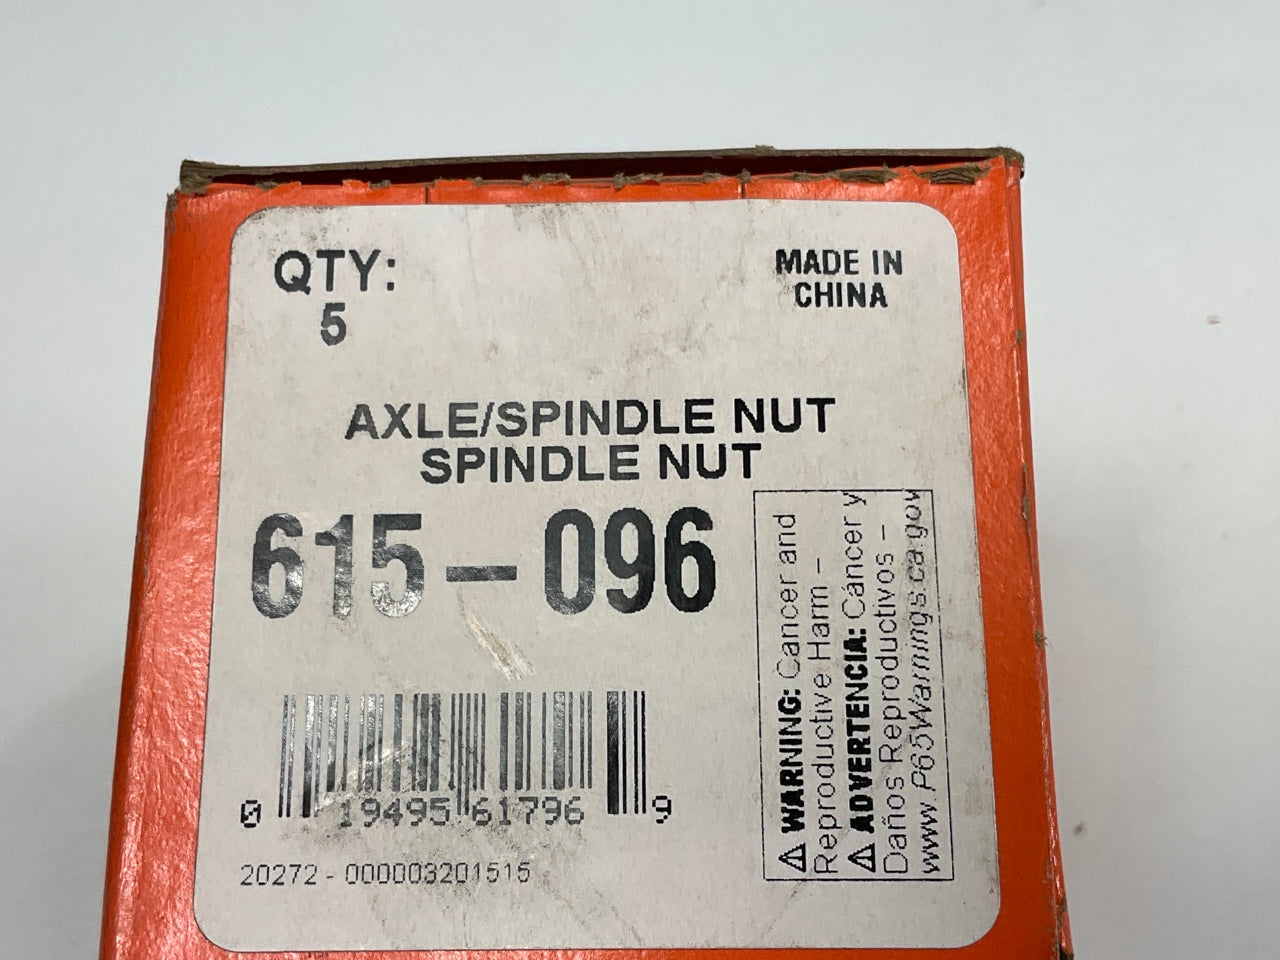 QTY:
5
MADE IN
CHINA
AXLE/SPINDLE NUT
SPINDLE NUT
615-096
0 19495 61796 9
20272 - 000003201515
⚠ WARNING: Cancer and
Reproductive Harm -
⚠ ADVERTENCIA: Cáncer y
Daños Reproductivos -
www.P65Warnings.ca.gov